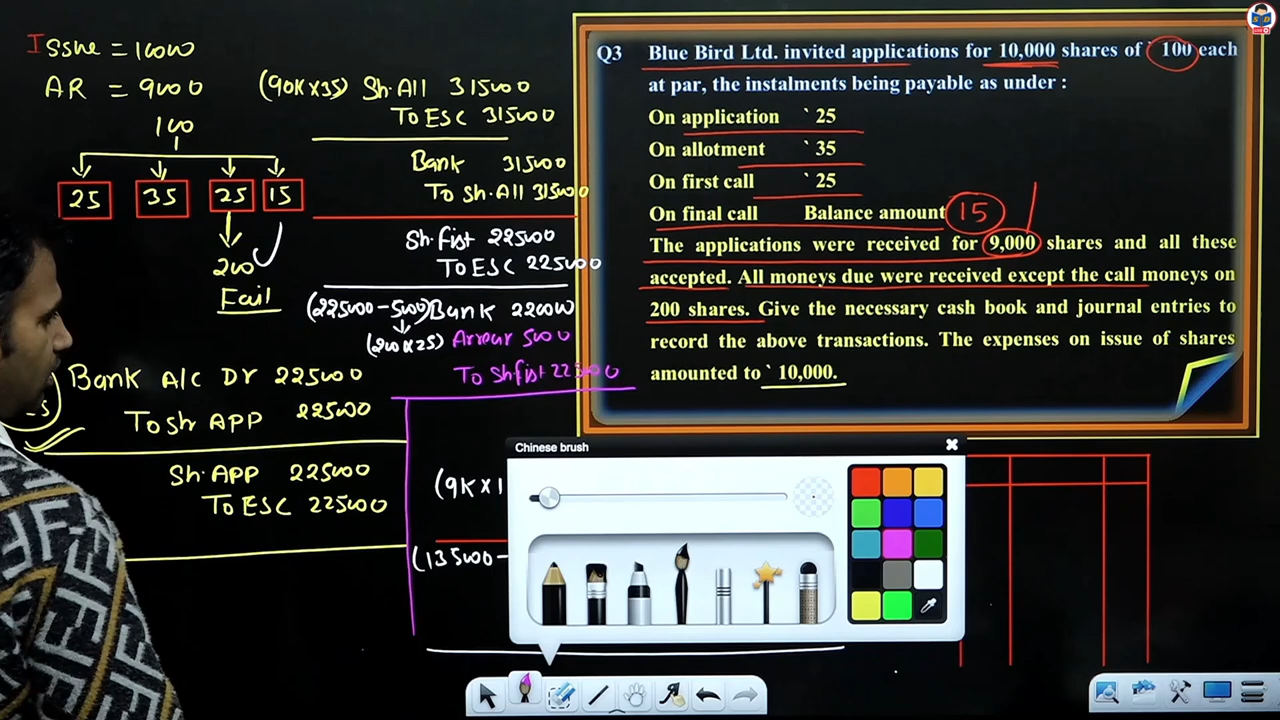 Issue = 10000
AR = 9000
100
25 35 25 15
200
Fail
Bank A/C Dr 225000
To Sh APP 225000
Sh. APP 225000
To ESC 225000
(90K x 35) Sh. All 315000
To ESC 315000
Bank 315000
To Sh. All 315000
Sh. fist 225000
To ESC 225000
(225000 - 5000) Bank 220000
(200 x 25) Arrear 5000
To Sh fist 225000
(9K x 1
(135000 -
Q3 Blue Bird Ltd. invited applications for 10,000 shares of ` 100 each
at par, the instalments being payable as under :
On application ` 25
On allotment ` 35
On first call ` 25
On final call Balance amount 15
The applications were received for 9,000 shares and all these
accepted. All moneys due were received except the call moneys on
200 shares. Give the necessary cash book and journal entries to
record the above transactions. The expenses on issue of shares
amounted to ` 10,000.
Chinese brush